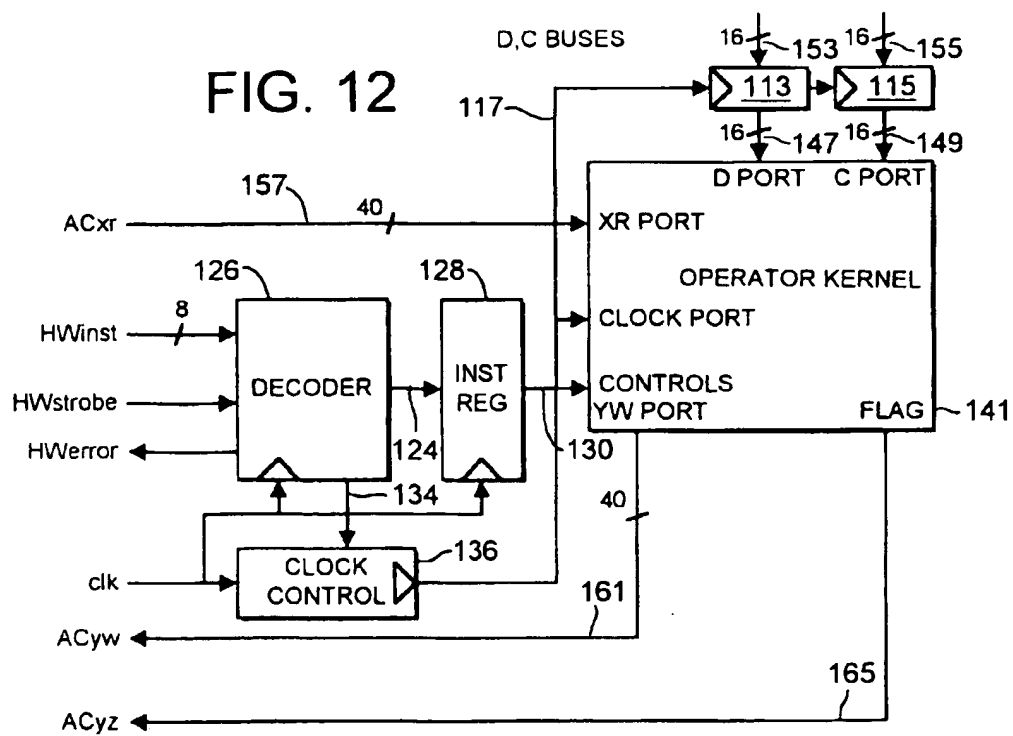 D,C BUSES
16
153
16
155
FIG. 12
117
113
115
16
147
16
149
D PORT
C PORT
157
40
ACxr
XR PORT
126
128
OPERATOR KERNEL
8
HWinst
CLOCK PORT
DECODER
INST
REG
CONTROLS
HWstrobe
YW PORT
FLAG
141
HWerror
124
130
134
40
136
clk
CLOCK
CONTROL
161
ACyw
165
ACyz